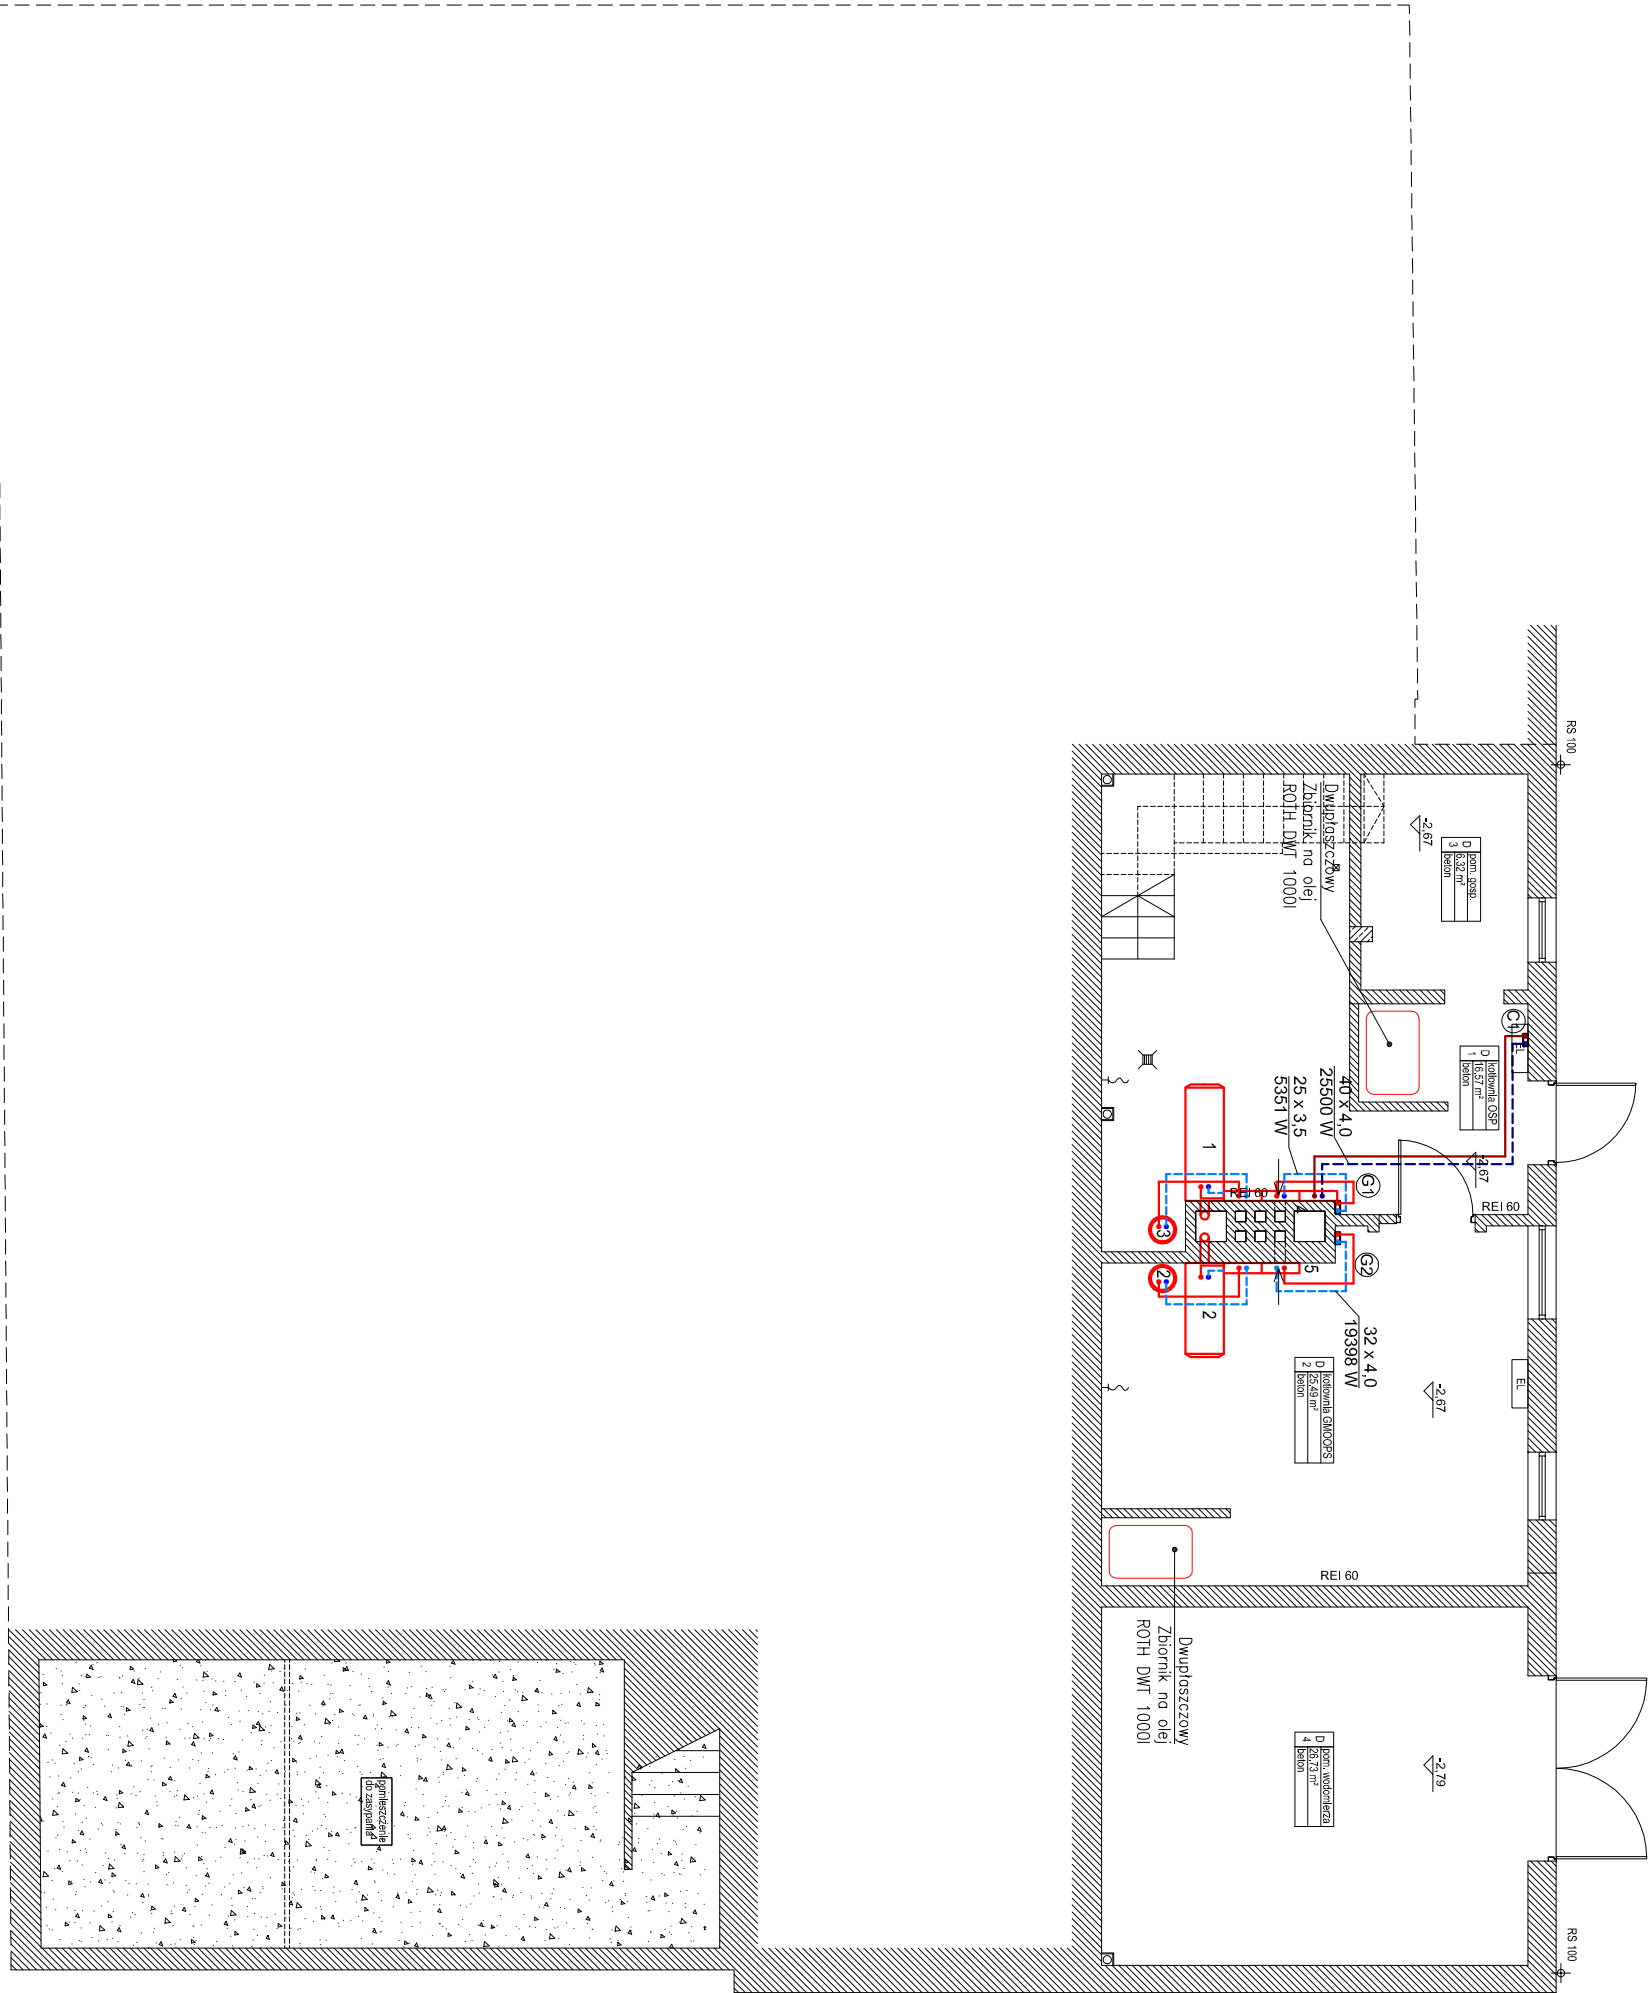 RS 100
-2,67
D
3
pom. gosp.
6,32 m²
beton
Dwupłaszczowy
Zbiornik na olej
ROTH DWT 1000l
C1
EL
D
1
kotłownia OSP
16,57 m²
beton
-2,67
REI 60
40 x 4,0
25500 W
25 x 3,5
5351 W
1
G1
REI 60
3
4
G2
5
2
2
32 x 4,0
19398 W
D
2
kotłownia GMOOPS
25,49 m²
beton
-2,67
EL
REI 60
Dwupłaszczowy
Zbiornik na olej
ROTH DWT 1000l
D
4
pom. wodomierza
26,73 m²
beton
-2,79
pomieszczenie
do zasypania
RS 100